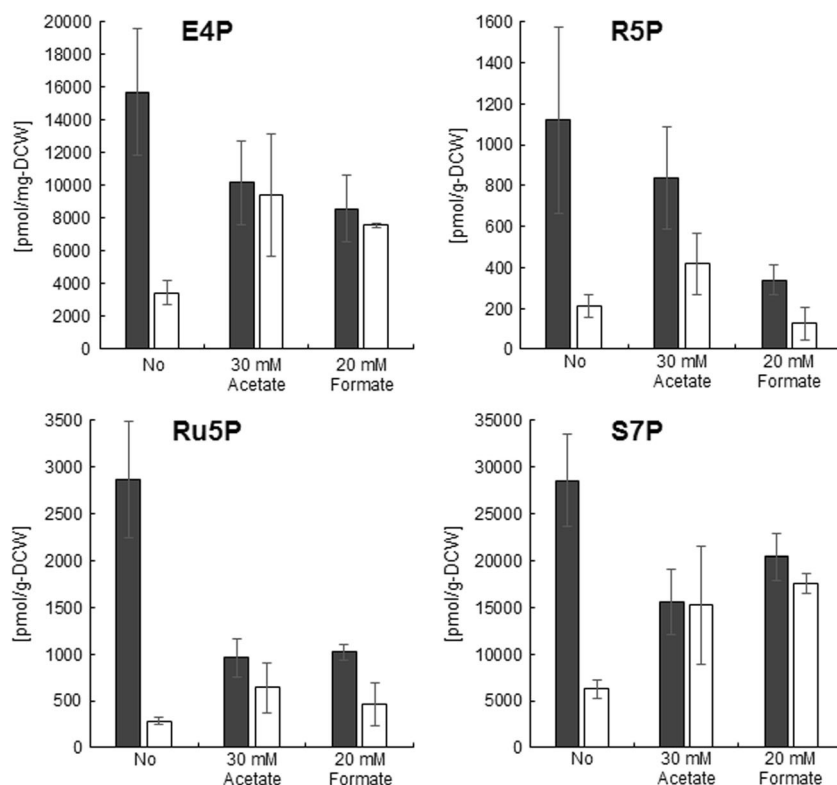 E4P
[pmol/mg-DCW]
20000
18000
16000
14000
12000
10000
8000
6000
4000
2000
0
No
30 mM
Acetate
20 mM
Formate
R5P
[pmol/g-DCW]
1600
1400
1200
1000
800
600
400
200
0
No
30 mM
Acetate
20 mM
Formate
Ru5P
[pmol/g-DCW]
3500
3000
2500
2000
1500
1000
500
0
No
30 mM
Acetate
20 mM
Formate
S7P
[pmol/g-DCW]
35000
30000
25000
20000
15000
10000
5000
0
No
30 mM
Acetate
20 mM
Formate